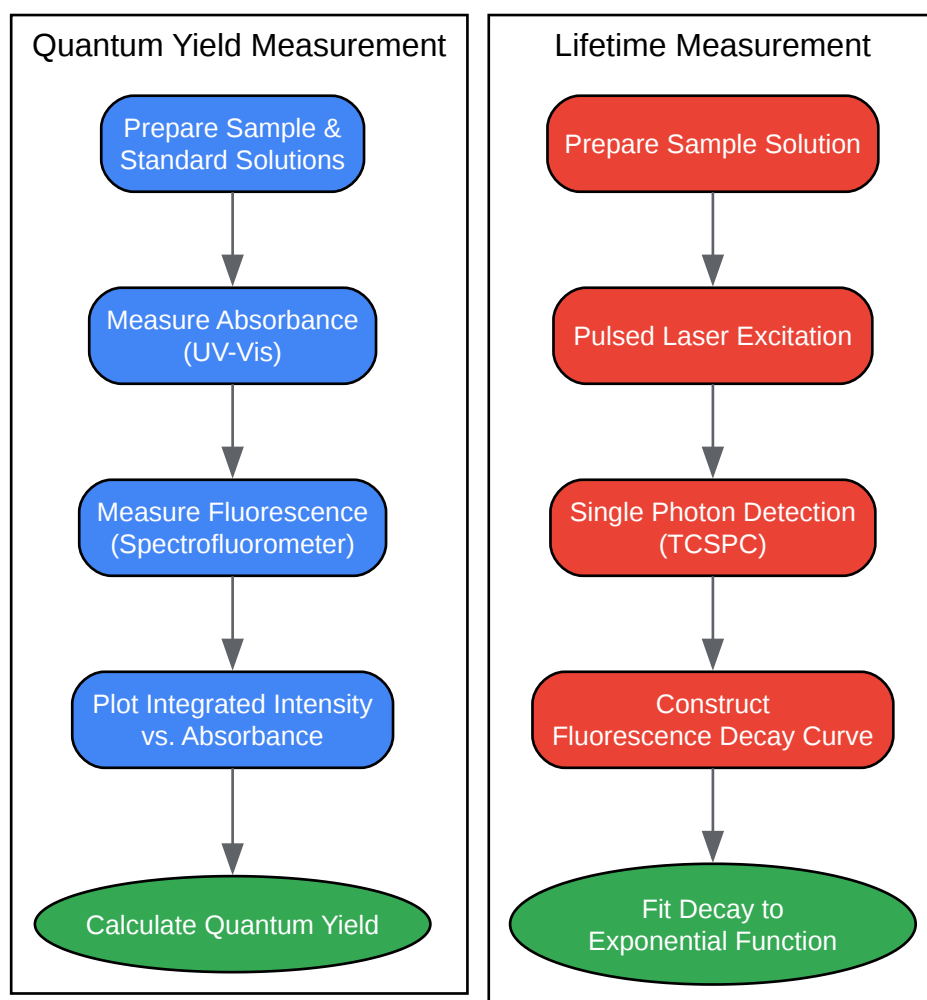 Quantum Yield Measurement
Prepare Sample &
Standard Solutions
Measure Absorbance
(UV-Vis)
Measure Fluorescence
(Spectrofluorometer)
Plot Integrated Intensity
vs. Absorbance
Calculate Quantum Yield
Lifetime Measurement
Prepare Sample Solution
Pulsed Laser Excitation
Single Photon Detection
(TCSPC)
Construct
Fluorescence Decay Curve
Fit Decay to
Exponential Function